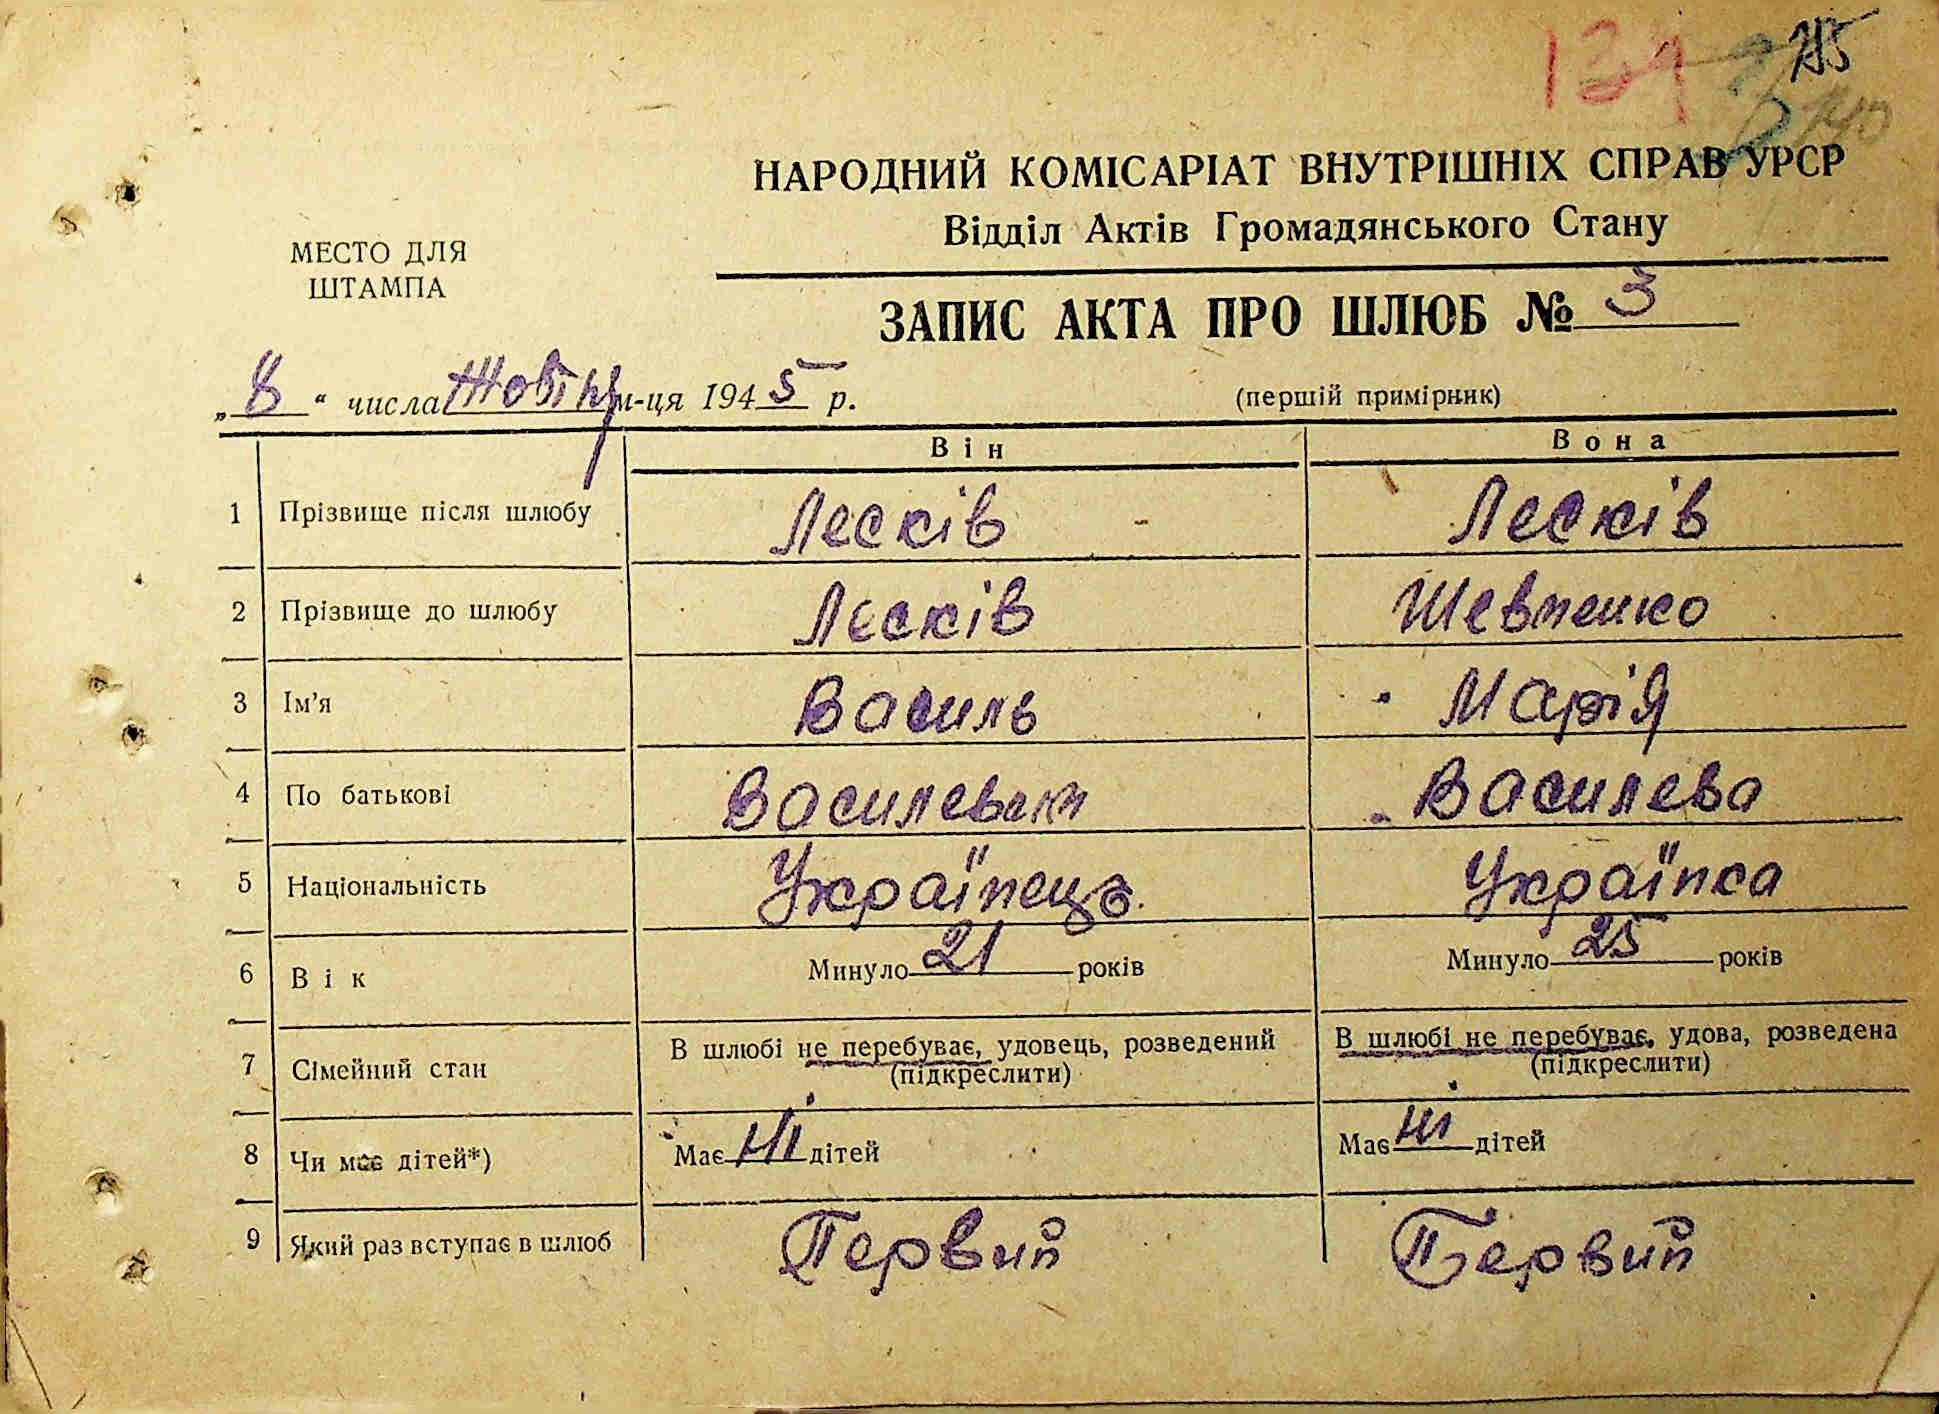 134 155
140
НАРОДНИЙ КОМІСАРІАТ ВНУТРІШНІХ СПРАВ УРСР
Відділ Актів Громадянського Стану
МЕСТО ДЛЯ
ШТАМПА
ЗАПИС АКТА ПРО ШЛЮБ № 3
„8“ числа Жовтня м-ця 1945 р. (першій примірник)
Він Вона
1 Прізвище після шлюбу Лесків Лесків
2 Прізвище до шлюбу Лесків Шевченко
3 Ім'я Василь Марія
4 По батькові Василевич Василева
5 Національність Українець Українка
6 Вік Минуло 21 років Минуло 25 років
7 Сімейний стан В шлюбі не перебуває, удовець, розведений В шлюбі не перебуває, удова, розведена
(підкреслити) (підкреслити)
8 Чи має дітей*) Має Ні дітей Має Ні дітей
9 Який раз вступає в шлюб Первий Первий